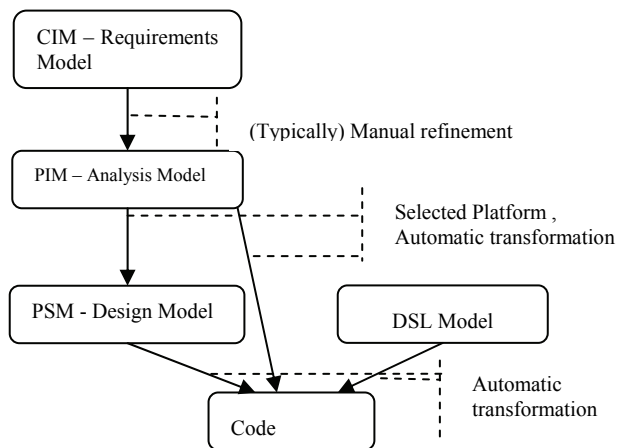 CIM – Requirements
Model
(Typically) Manual refinement
PIM – Analysis Model
Selected Platform ,
Automatic transformation
PSM - Design Model
DSL Model
Automatic
transformation
Code